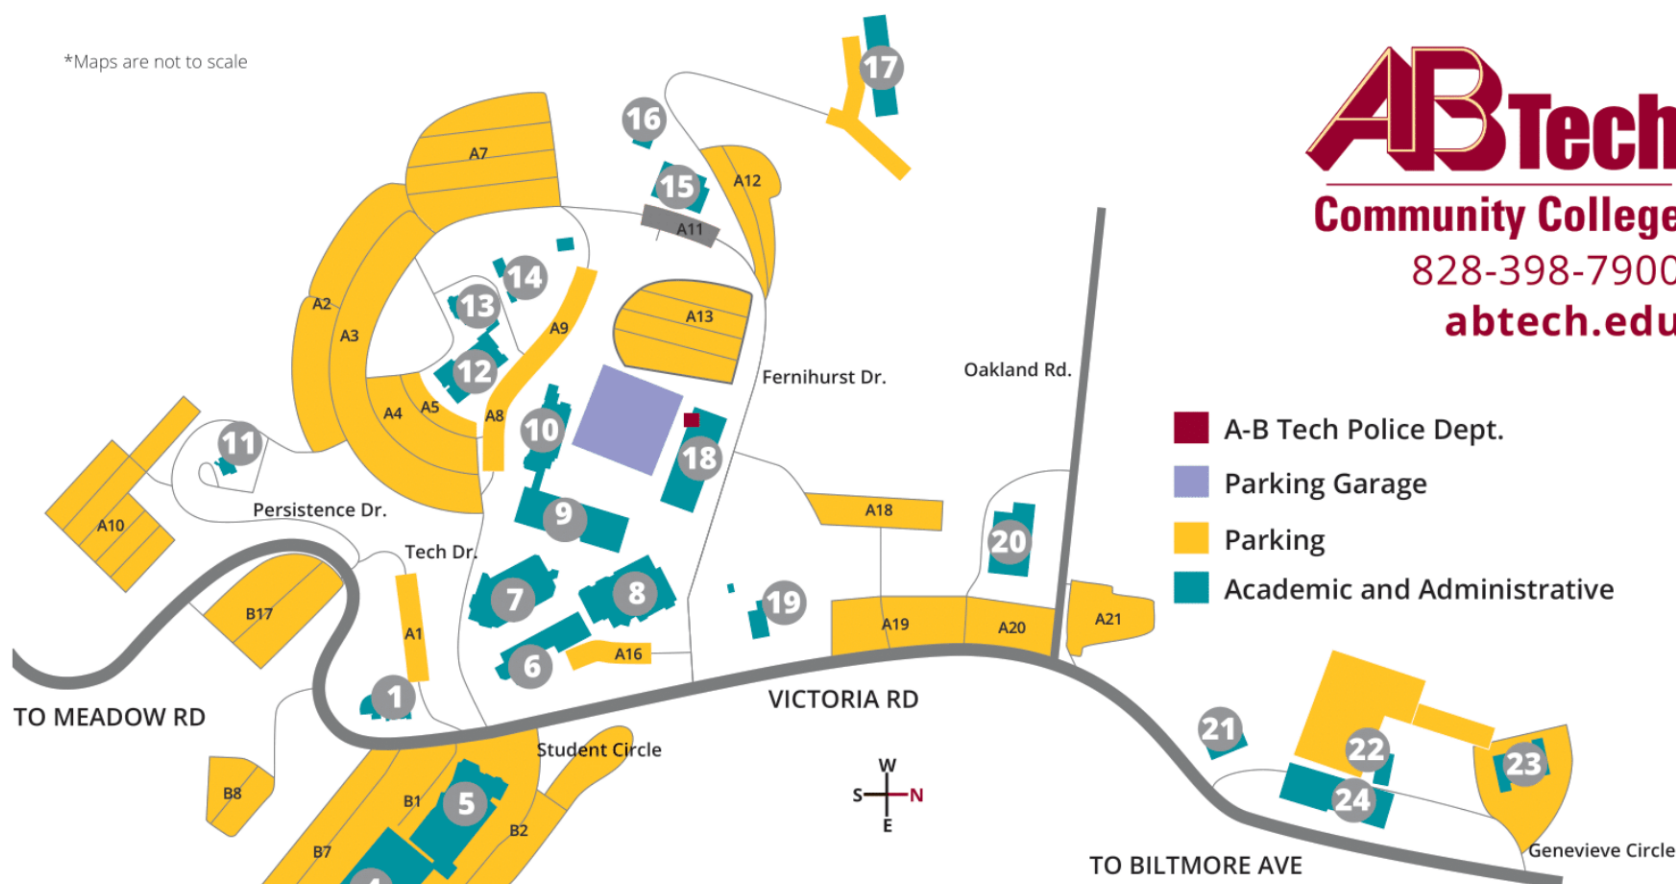 *Maps are not to scale
AB Tech
Community College
828-398-7900
abtech.edu
17
16
A7
15
A12
A11
14
13
A2
A3
A9
A13
12
Fernihurst Dr.
Oakland Rd.
A4
A5
A8
10
11
18
A-B Tech Police Dept.
Parking Garage
Parking
Academic and Administrative
A10
Persistence Dr.
9
A18
Tech Dr.
20
7
8
19
B17
A1
A16
A19
A20
A21
6
1
TO MEADOW RD
VICTORIA RD
Student Circle
21
22
23
24
W
S
N
E
B8
B1
5
B2
B7
4
TO BILTMORE AVE
Genevieve Circle